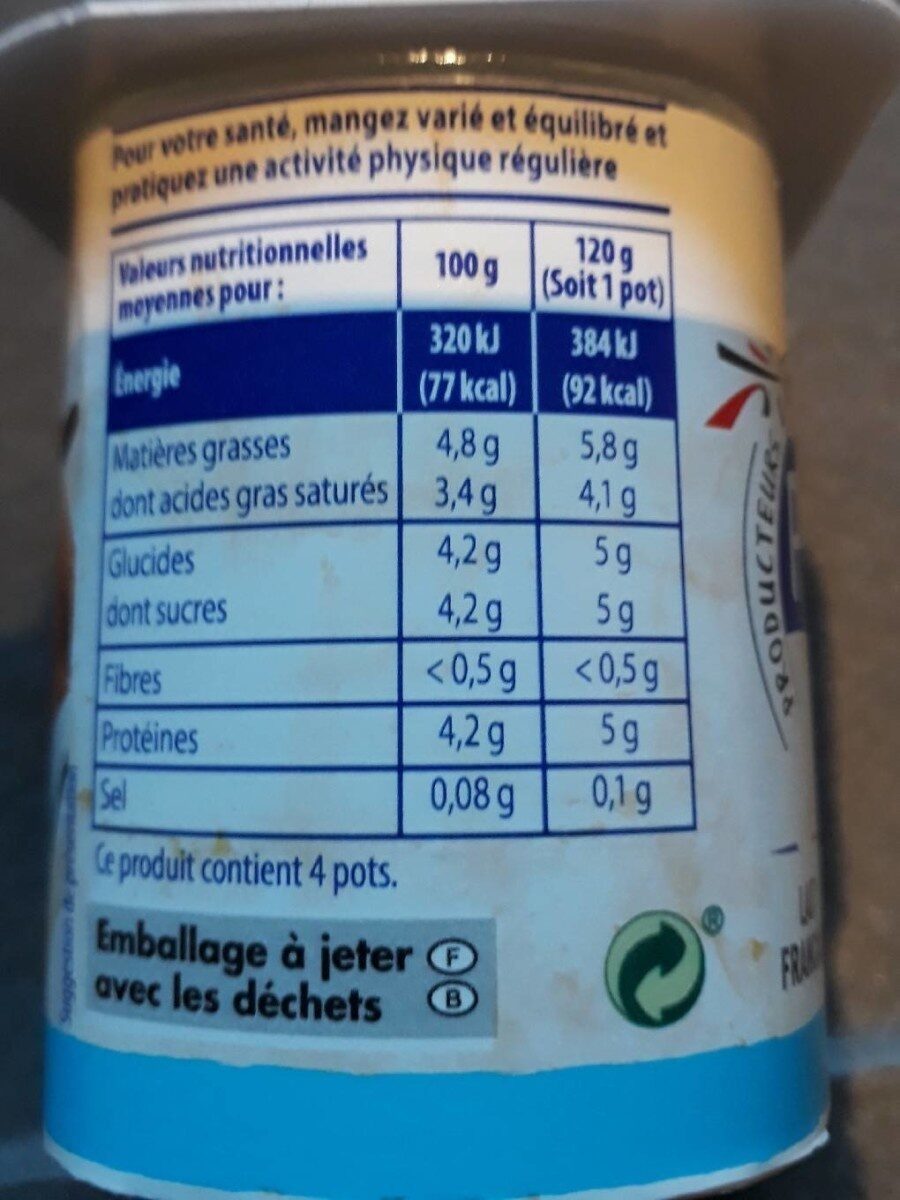 Pour votre santé, mangez varié et équilibré et
pratiquez une activité physique régulière
Valeurs nutritionnelles moyennes pour : 100 g 120 g (Soit 1 pot)
Énergie 320 kJ (77 kcal) 384 kJ (92 kcal)
Matières grasses 4,8 g 5,8 g
dont acides gras saturés 3,4 g 4,1 g
Glucides 4,2 g 5 g
dont sucres 4,2 g 5 g
Fibres <0,5 g <0,5 g
Protéines 4,2 g 5 g
Sel 0,08 g 0,1 g
Ce produit contient 4 pots.
Emballage à jeter F
avec les déchets B
®
PRODUCTEURS
Suggestion de présentation